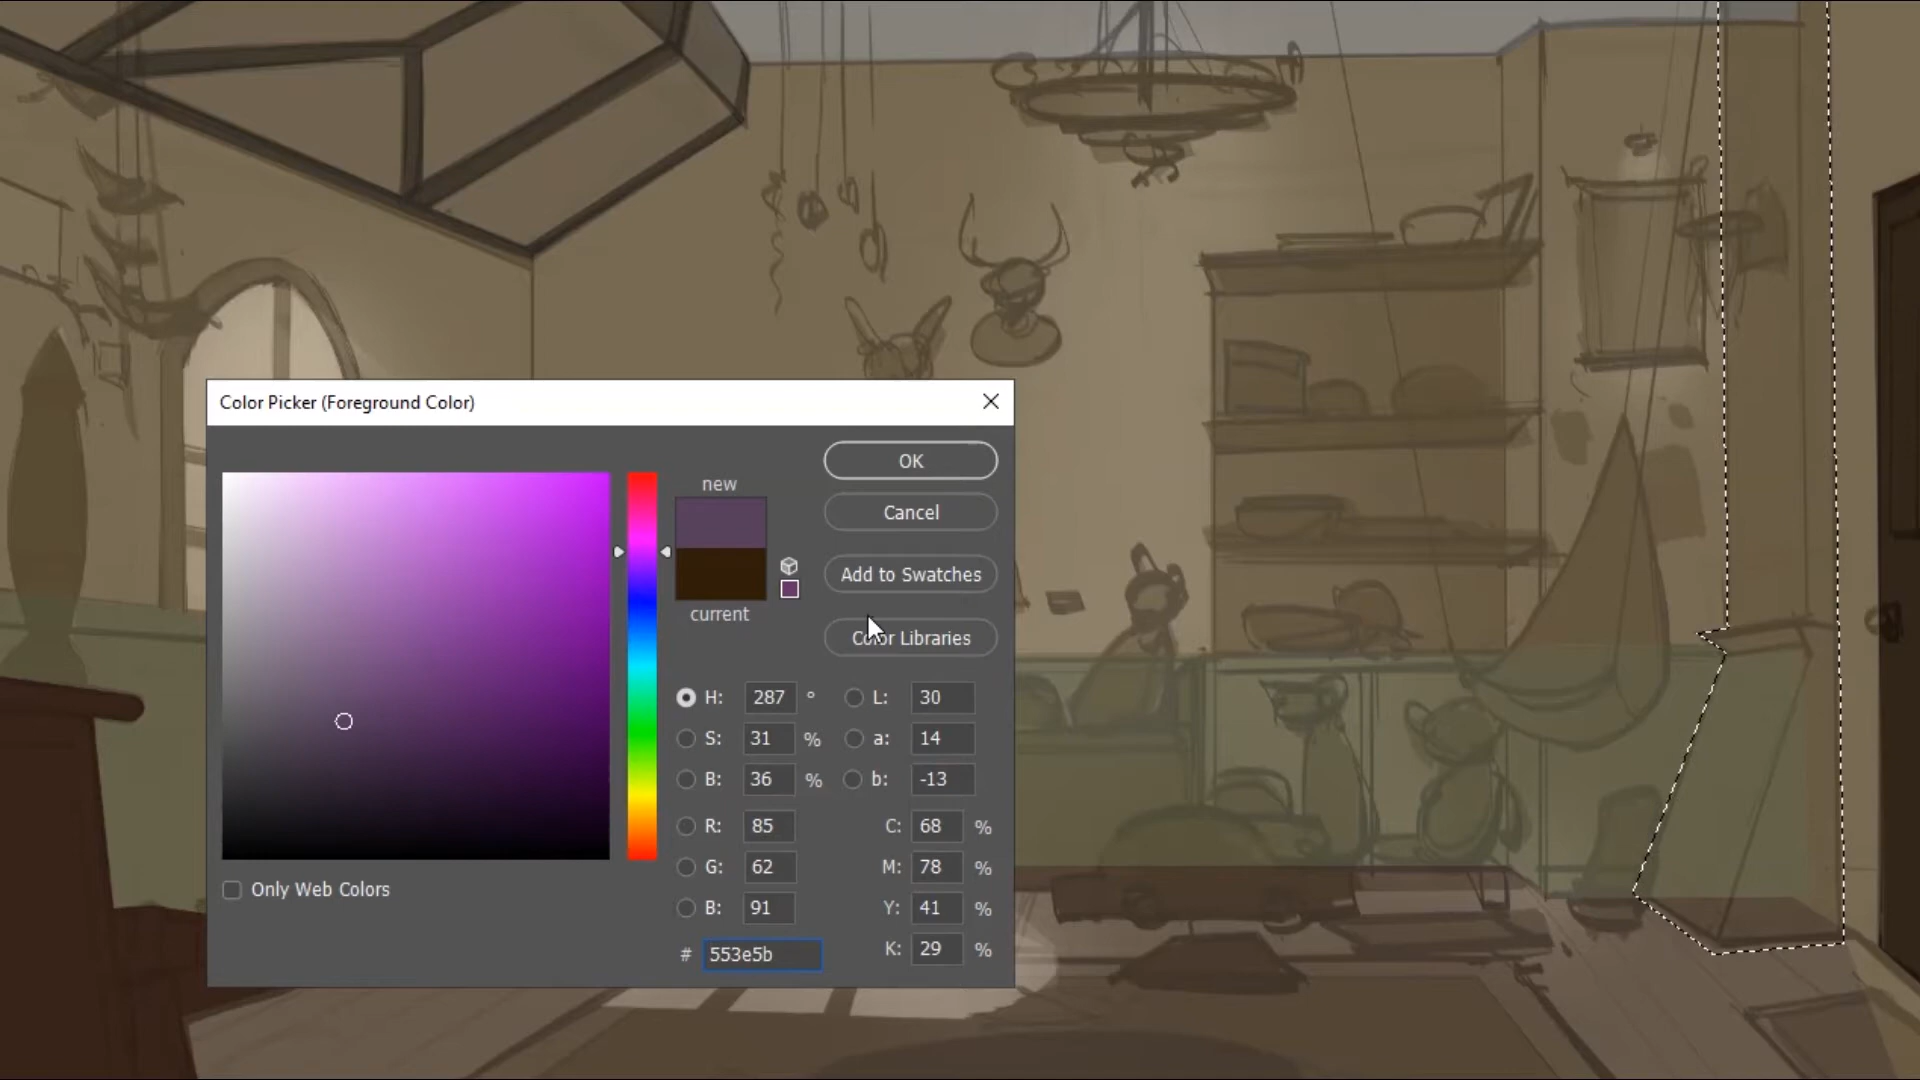 Color Picker (Foreground Color)
new
current
OK
Cancel
Add to Swatches
Color Libraries
H: 287 °
S: 31 %
B: 36 %
R: 85
G: 62
B: 91
# 553e5b
L: 30
a: 14
b: -13
C: 68 %
M: 78 %
Y: 41 %
K: 29 %
Only Web Colors